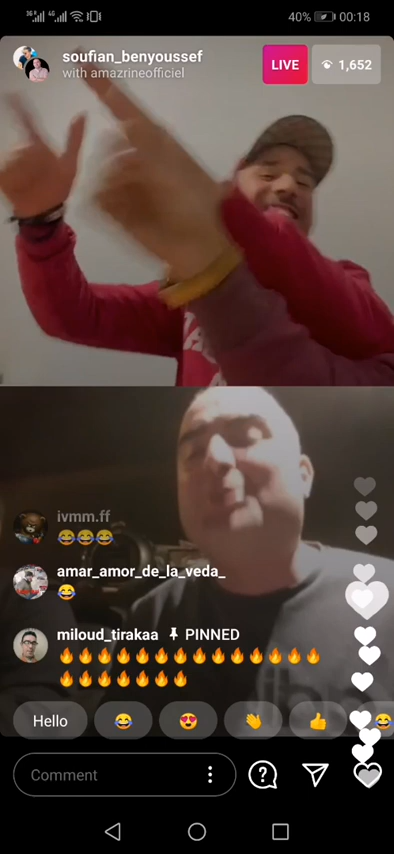 40% 00:18
soufian_benyoussef
with amazrineofficiel
LIVE
1,652
ivmm.ff
😂😂😂
amar_amor_de_la_veda_
😂
miloud_tirakaa PINNED
🔥🔥🔥🔥🔥🔥🔥🔥🔥🔥🔥🔥🔥🔥
🔥🔥🔥🔥🔥🔥🔥
Hello 😂 😍 👏 👍 😂
Comment